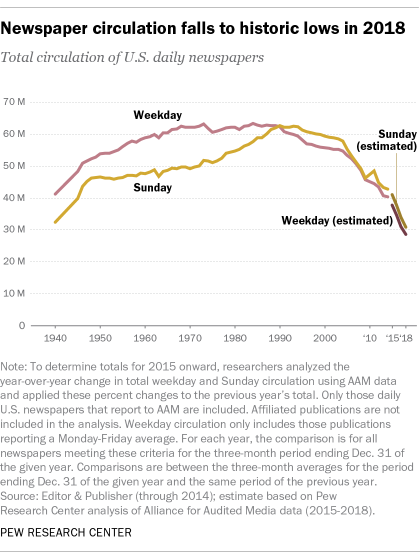 Newspaper circulation falls to historic lows in 2018
Total circulation of U.S. daily newspapers
70 M
60 M
50 M
40 M
30 M
20 M
10 M
0
Weekday
Sunday
Sunday
(estimated)
Weekday (estimated)
1940 1950 1960 1970 1980 1990 2000 '10 '15 '18
Note: To determine totals for 2015 onward, researchers analyzed the
year-over-year change in total weekday and Sunday circulation using AAM data
and applied these percent changes to the previous year's total. Only those daily
U.S. newspapers that report to AAM are included. Affiliated publications are not
included in the analysis. Weekday circulation only includes those publications
reporting a Monday-Friday average. For each year, the comparison is for all
newspapers meeting these criteria for the three-month period ending Dec. 31 of
the given year. Comparisons are between the three-month averages for the period
ending Dec. 31 of the given year and the same period of the previous year.
Source: Editor & Publisher (through 2014); estimate based on Pew
Research Center analysis of Alliance for Audited Media data (2015-2018).
PEW RESEARCH CENTER